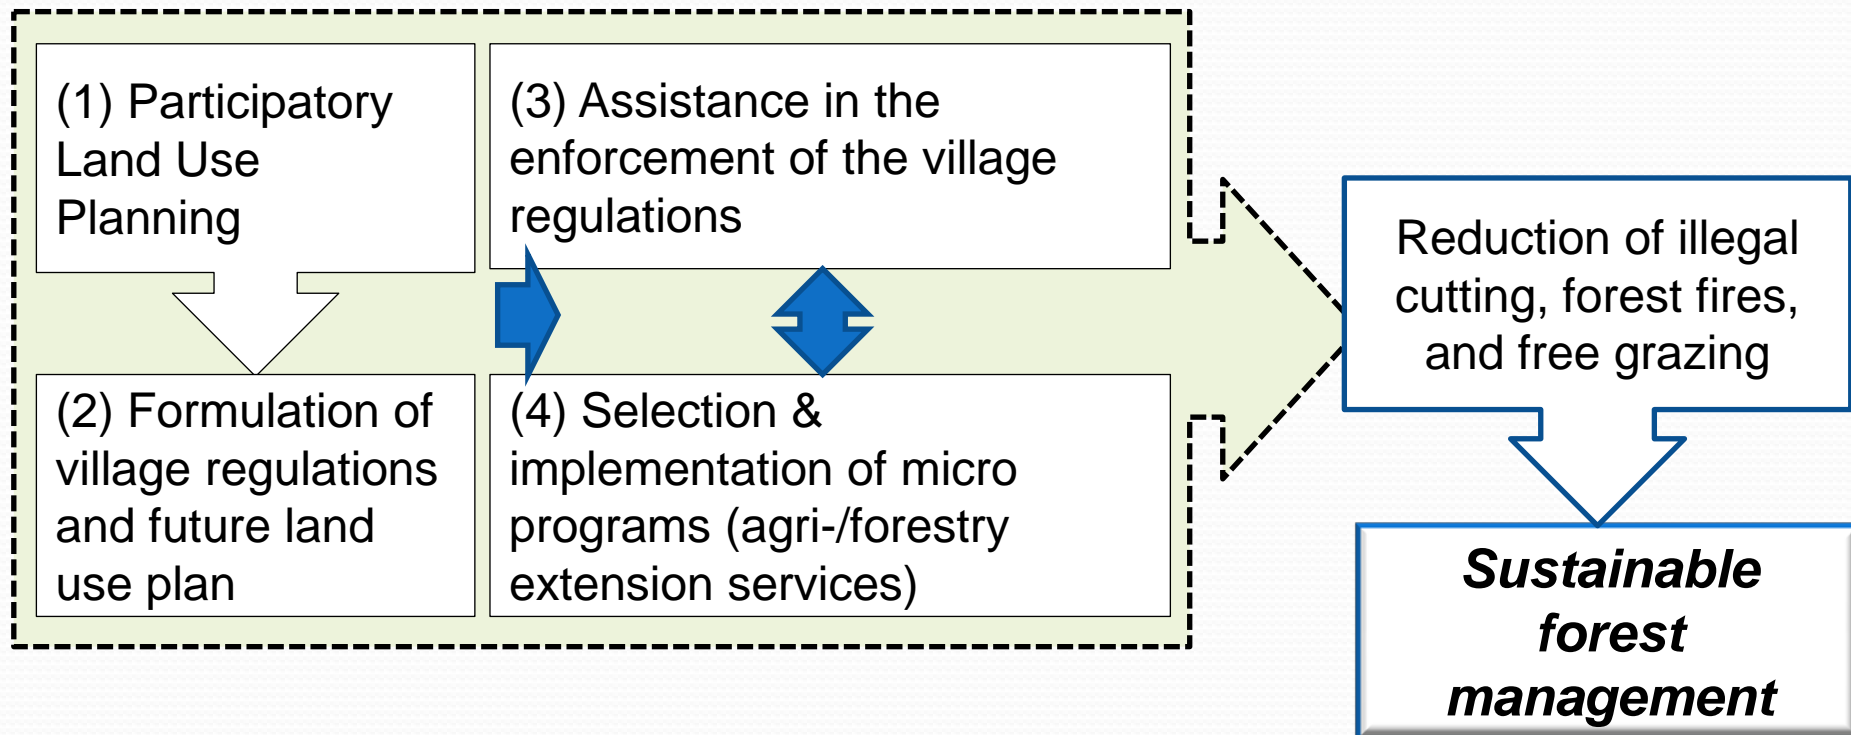 (1) Participatory
Land Use
Planning
(2) Formulation of
village regulations
and future land
use plan
(3) Assistance in the
enforcement of the village
regulations
(4) Selection &
implementation of micro
programs (agri-/forestry
extension services)
Reduction of illegal
cutting, forest fires,
and free grazing
Sustainable
forest
management